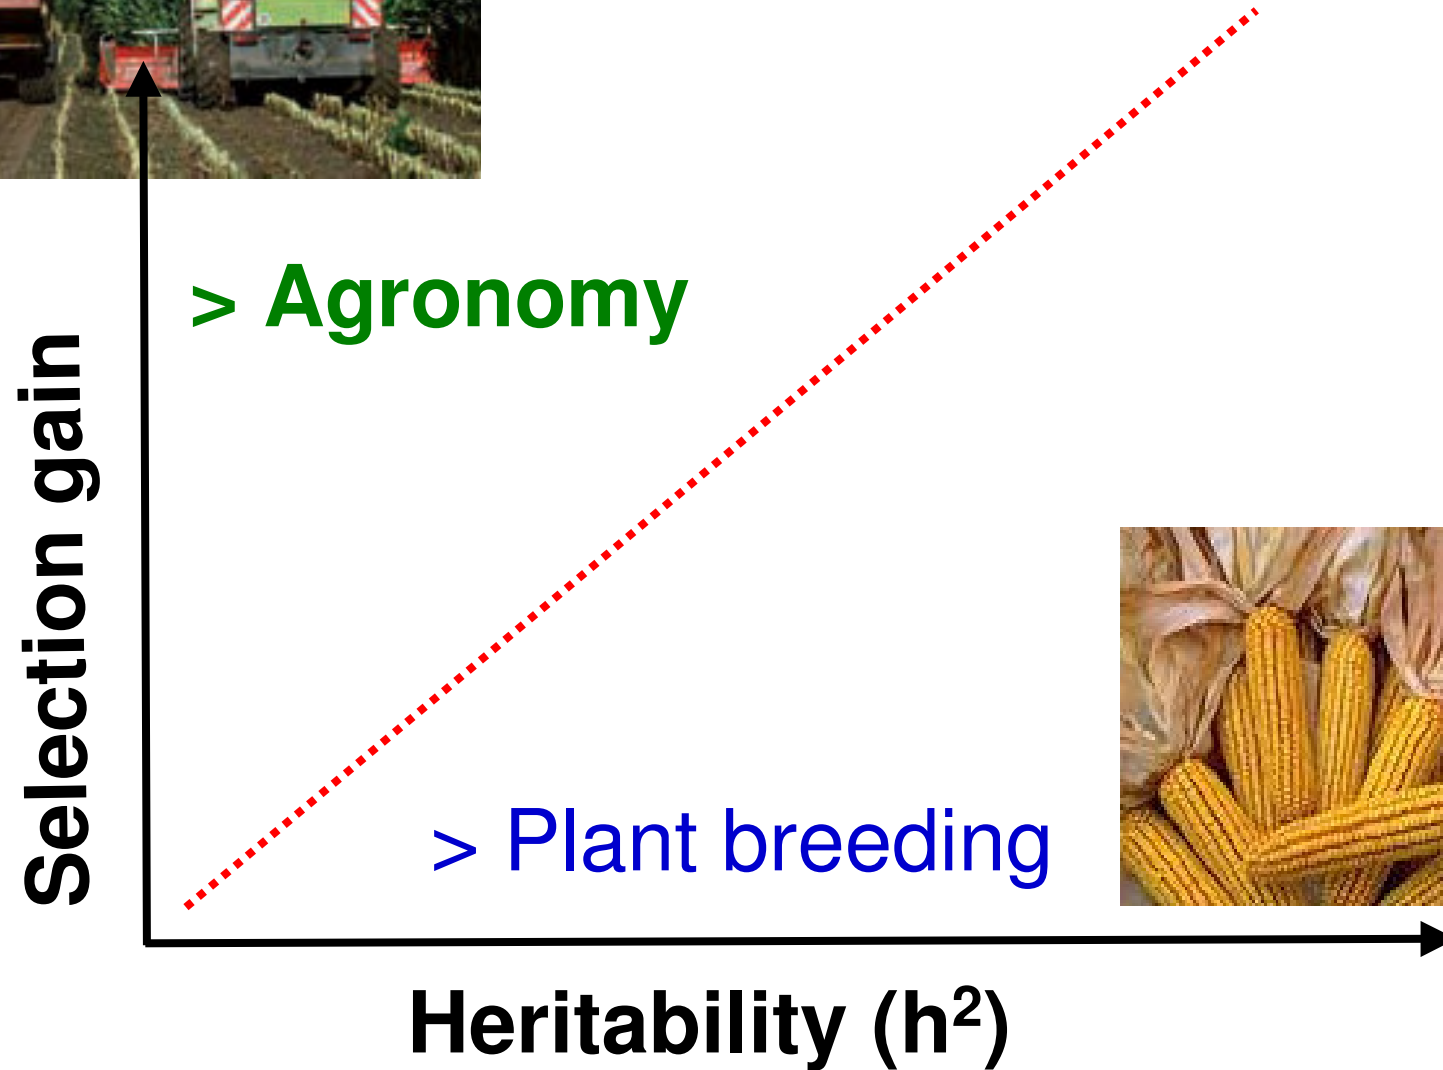 > Agronomy
Selection gain
> Plant breeding
Heritability (h²)